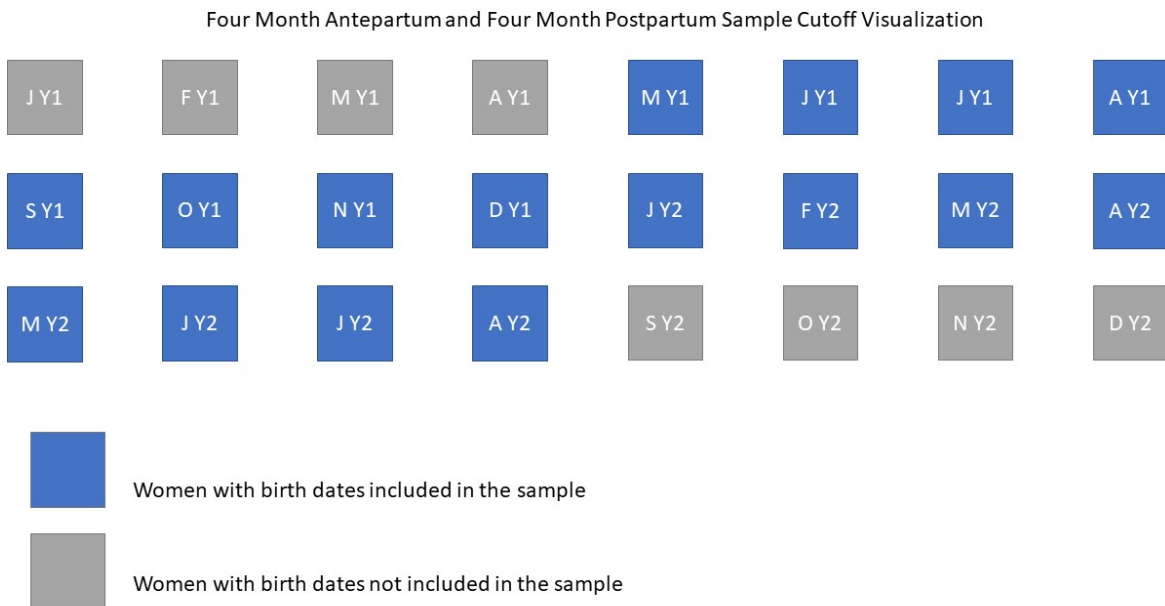 Four Month Antepartum and Four Month Postpartum Sample Cutoff Visualization
J Y1 F Y1 M Y1 A Y1 M Y1 J Y1 J Y1 A Y1
S Y1 O Y1 N Y1 D Y1 J Y2 F Y2 M Y2 A Y2
M Y2 J Y2 J Y2 A Y2 S Y2 O Y2 N Y2 D Y2
Women with birth dates included in the sample
Women with birth dates not included in the sample